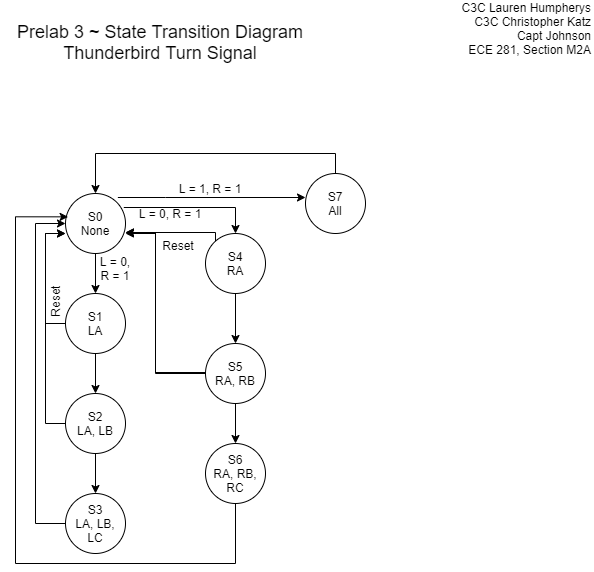 Prelab 3 ~ State Transition Diagram
Thunderbird Turn Signal
C3C Lauren Humpherys
C3C Christopher Katz
Capt Johnson
ECE 281, Section M2A
L = 1, R = 1
S7
All
S0
None
L = 0, R = 1
Reset
S4
RA
L = 0,
R = 1
Reset
S1
LA
S5
RA, RB
S2
LA, LB
S6
RA, RB,
RC
S3
LA, LB,
LC